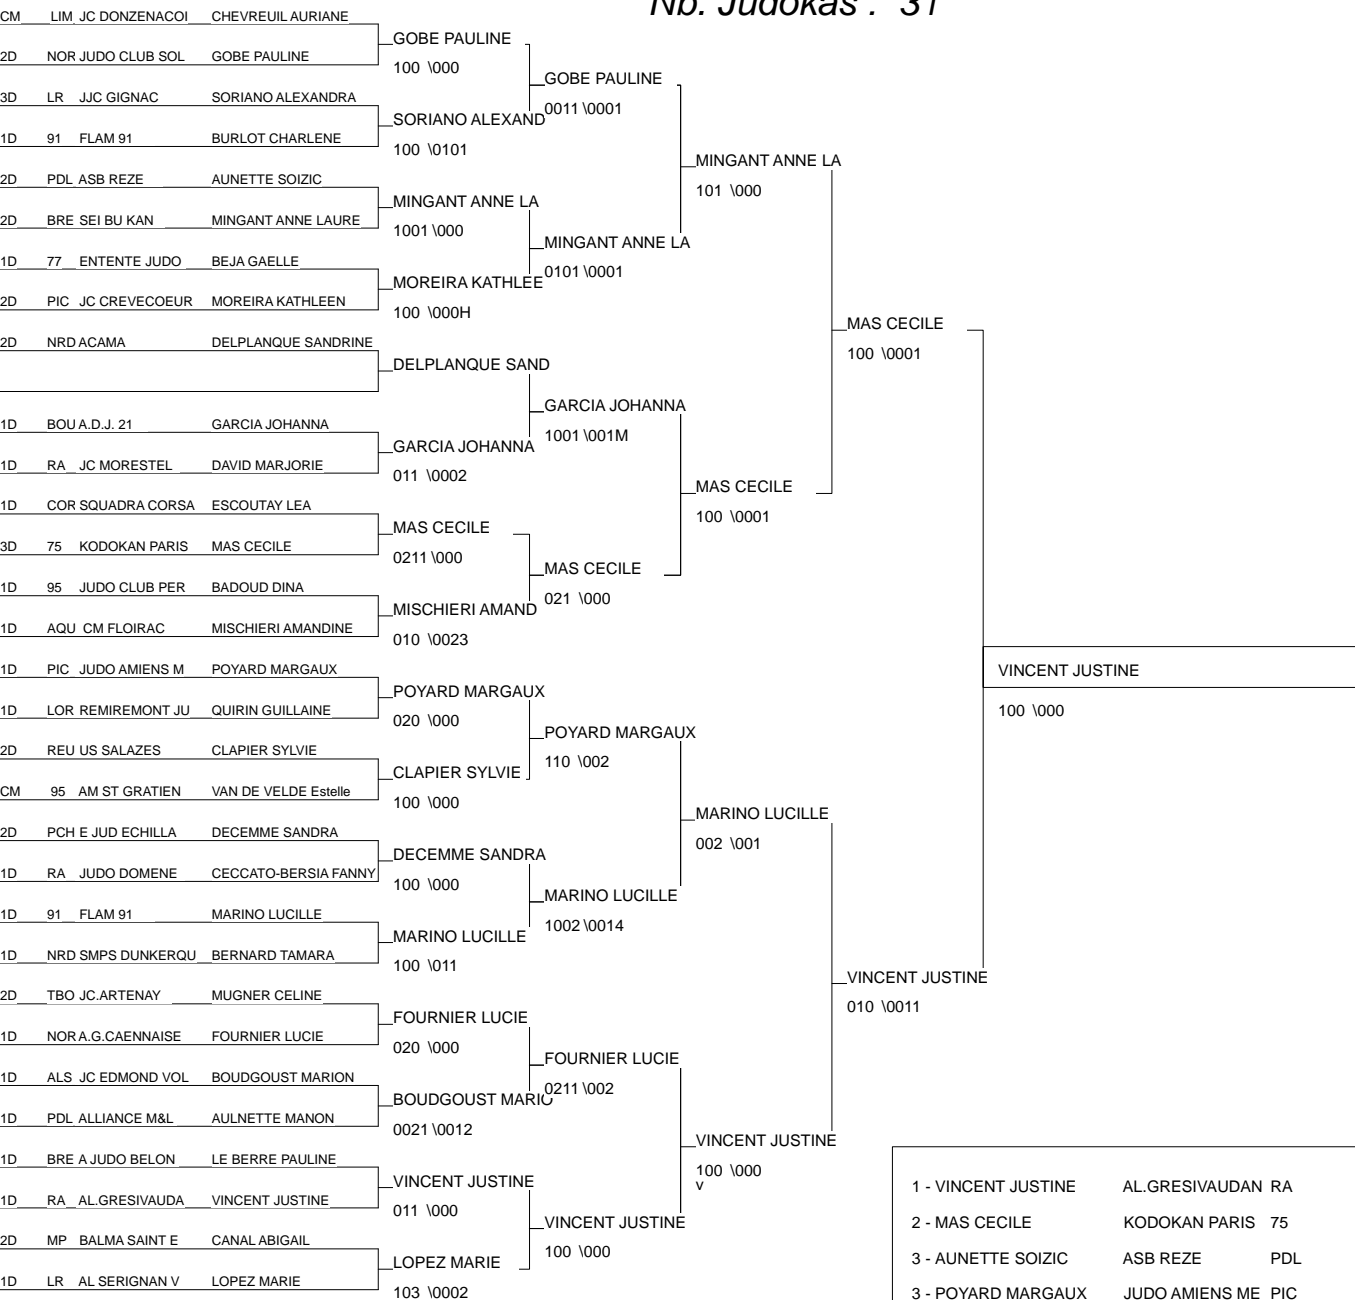 Nb. Judokas : 31
CM LIM JC DONZENACOI CHEVREUIL AURIANE
GOBE PAULINE
2D NOR JUDO CLUB SOL GOBE PAULINE
100 \000
GOBE PAULINE
3D LR JJC GIGNAC SORIANO ALEXANDRA
0011 \0001
SORIANO ALEXAND
1D 91 FLAM 91 BURLOT CHARLENE
100 \0101
MINGANT ANNE LA
2D PDL ASB REZE AUNETTE SOIZIC
101 \000
MINGANT ANNE LA
2D BRE SEI BU KAN MINGANT ANNE LAURE
1001 \000
MINGANT ANNE LA
1D 77 ENTENTE JUDO BEJA GAELLE
0101 \0001
MOREIRA KATHLEE
2D PIC JC CREVECOEUR MOREIRA KATHLEEN
100 \000H
MAS CECILE
2D NRD ACAMA DELPLANQUE SANDRINE
100 \0001
DELPLANQUE SAND
GARCIA JOHANNA
1D BOU A.D.J. 21 GARCIA JOHANNA
1001 \001M
GARCIA JOHANNA
1D RA JC MORESTEL DAVID MARJORIE
011 \0002
MAS CECILE
1D COR SQUADRA CORSA ESCOUTAY LEA
100 \0001
MAS CECILE
3D 75 KODOKAN PARIS MAS CECILE
0211 \000
MAS CECILE
1D 95 JUDO CLUB PER BADOUD DINA
021 \000
MISCHIERI AMAND
1D AQU CM FLOIRAC MISCHIERI AMANDINE
010 \0023
1D PIC JUDO AMIENS M POYARD MARGAUX
VINCENT JUSTINE
POYARD MARGAUX
1D LOR REMIREMONT JU QUIRIN GUILLAINE
100 \000
020 \000
POYARD MARGAUX
2D REU US SALAZES CLAPIER SYLVIE
110 \002
CLAPIER SYLVIE
CM 95 AM ST GRATIEN VAN DE VELDE Estelle
100 \000
MARINO LUCILLE
2D PCH E JUD ECHILLA DECEMME SANDRA
002 \001
DECEMME SANDRA
1D RA JUDO DOMENE CECCATO-BERSIA FANNY
100 \000
MARINO LUCILLE
1D 91 FLAM 91 MARINO LUCILLE
1002 \0014
MARINO LUCILLE
1D NRD SMPS DUNKERQU BERNARD TAMARA
100 \011
VINCENT JUSTINE
2D TBO JC.ARTENAY MUGNER CELINE
010 \0011
FOURNIER LUCIE
1D NOR A.G.CAENNAISE FOURNIER LUCIE
020 \000
FOURNIER LUCIE
1D ALS JC EDMOND VOL BOUDGOUST MARION
0211 \002
BOUDGOUST MARIO
1D PDL ALLIANCE M&L AULNETTE MANON
0021 \0012
VINCENT JUSTINE
1D BRE A JUDO BELON LE BERRE PAULINE
100 \000
v
VINCENT JUSTINE
1D RA AL.GRESIVAUDA VINCENT JUSTINE
011 \000
VINCENT JUSTINE
2D MP BALMA SAINT E CANAL ABIGAIL
100 \000
LOPEZ MARIE
1D LR AL SERIGNAN V LOPEZ MARIE
103 \0002
1 - VINCENT JUSTINE AL.GRESIVAUDAN RA
2 - MAS CECILE KODOKAN PARIS 75
3 - AUNETTE SOIZIC ASB REZE PDL
3 - POYARD MARGAUX JUDO AMIENS ME PIC